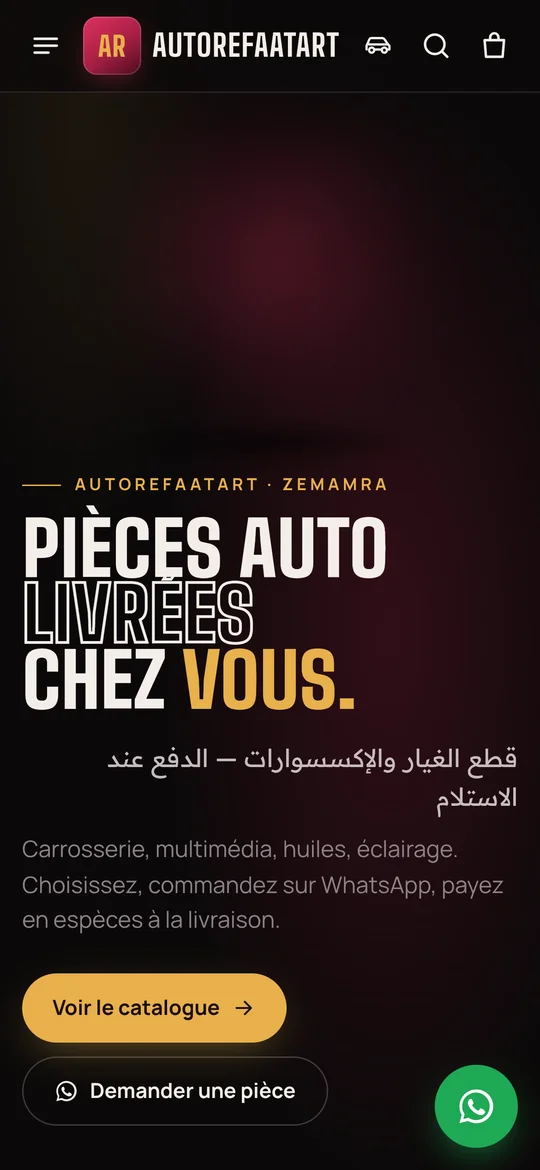 AR AUTOREFAATART
AUTOREFAATART · ZEMAMRA
PIÈCES AUTO
LIVRÉES
CHEZ VOUS.
قطع الغيار والإكسسوارات — الدفع عند
الاستلام
Carrosserie, multimédia, huiles, éclairage.
Choisissez, commandez sur WhatsApp, payez
en espèces à la livraison.
Voir le catalogue →
Demander une pièce